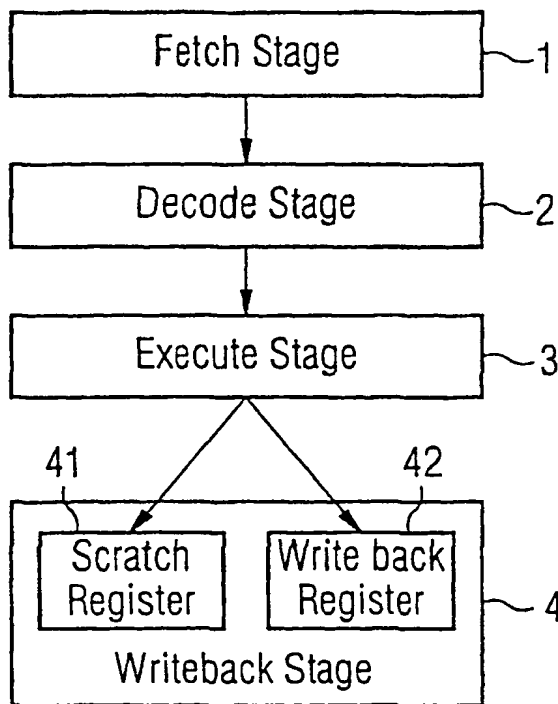 Fetch Stage
1
Decode Stage
2
Execute Stage
3
41
42
Scratch
Register
Write back
Register
4
Writeback Stage